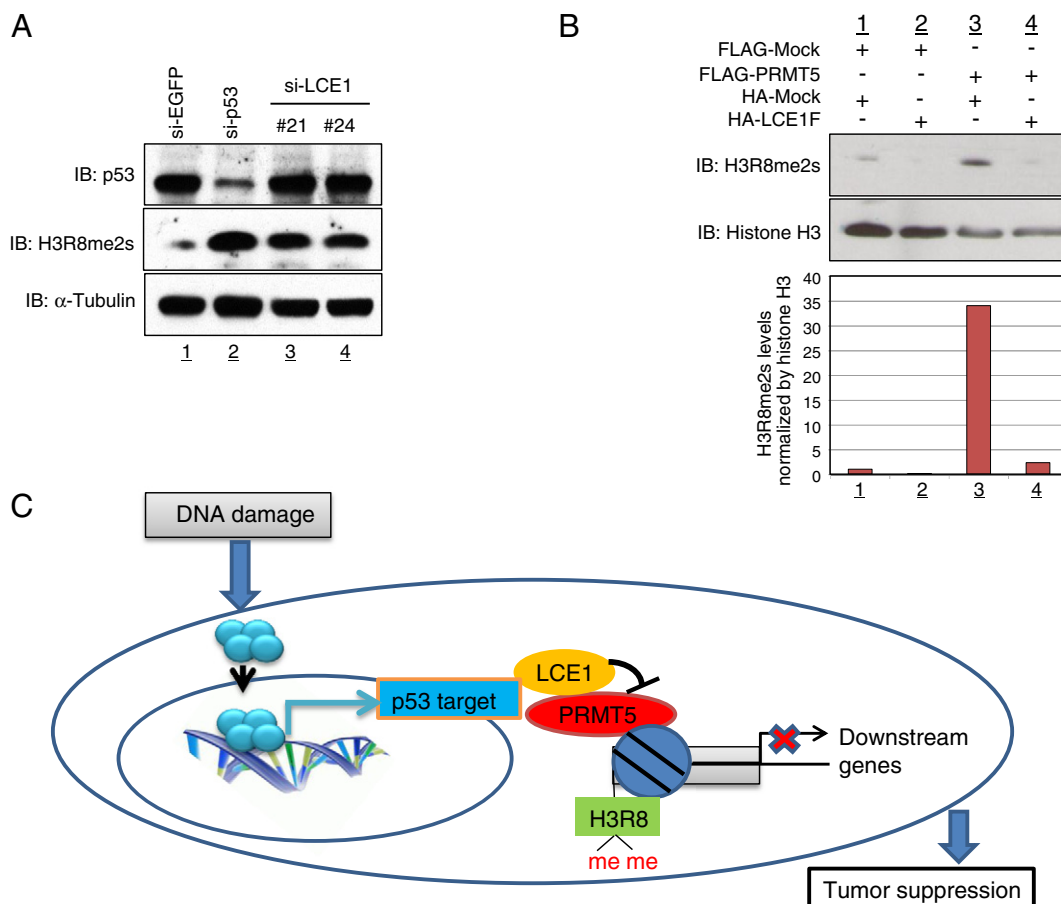 A
si-EGFP
si-p53
si-LCE1
#21 #24
IB: p53
IB: H3R8me2s
IB: α-Tubulin
1 2 3 4
B
1 2 3 4
FLAG-Mock + + - -
FLAG-PRMT5 - - + +
HA-Mock + - + -
HA-LCE1F - + - +
IB: H3R8me2s
IB: Histone H3
H3R8me2s levels
normalized by histone H3
40
35
30
25
20
15
10
5
0
1 2 3 4
C
DNA damage
p53 target
LCE1
PRMT5
H3R8
me me
Downstream
genes
Tumor suppression